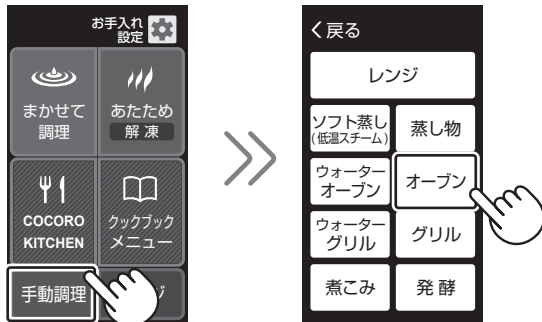 お手入れ
設定
まかせて
調理
あたため
解凍
COCORO
KITCHEN
クックブック
メニュー
手動調理
く戻る
レンジ
ソフト蒸し
(低温スチーム)
蒸し物
ウォーター
オーブン
オーブン
ウォーター
グリル
グリル
煮こみ
発酵